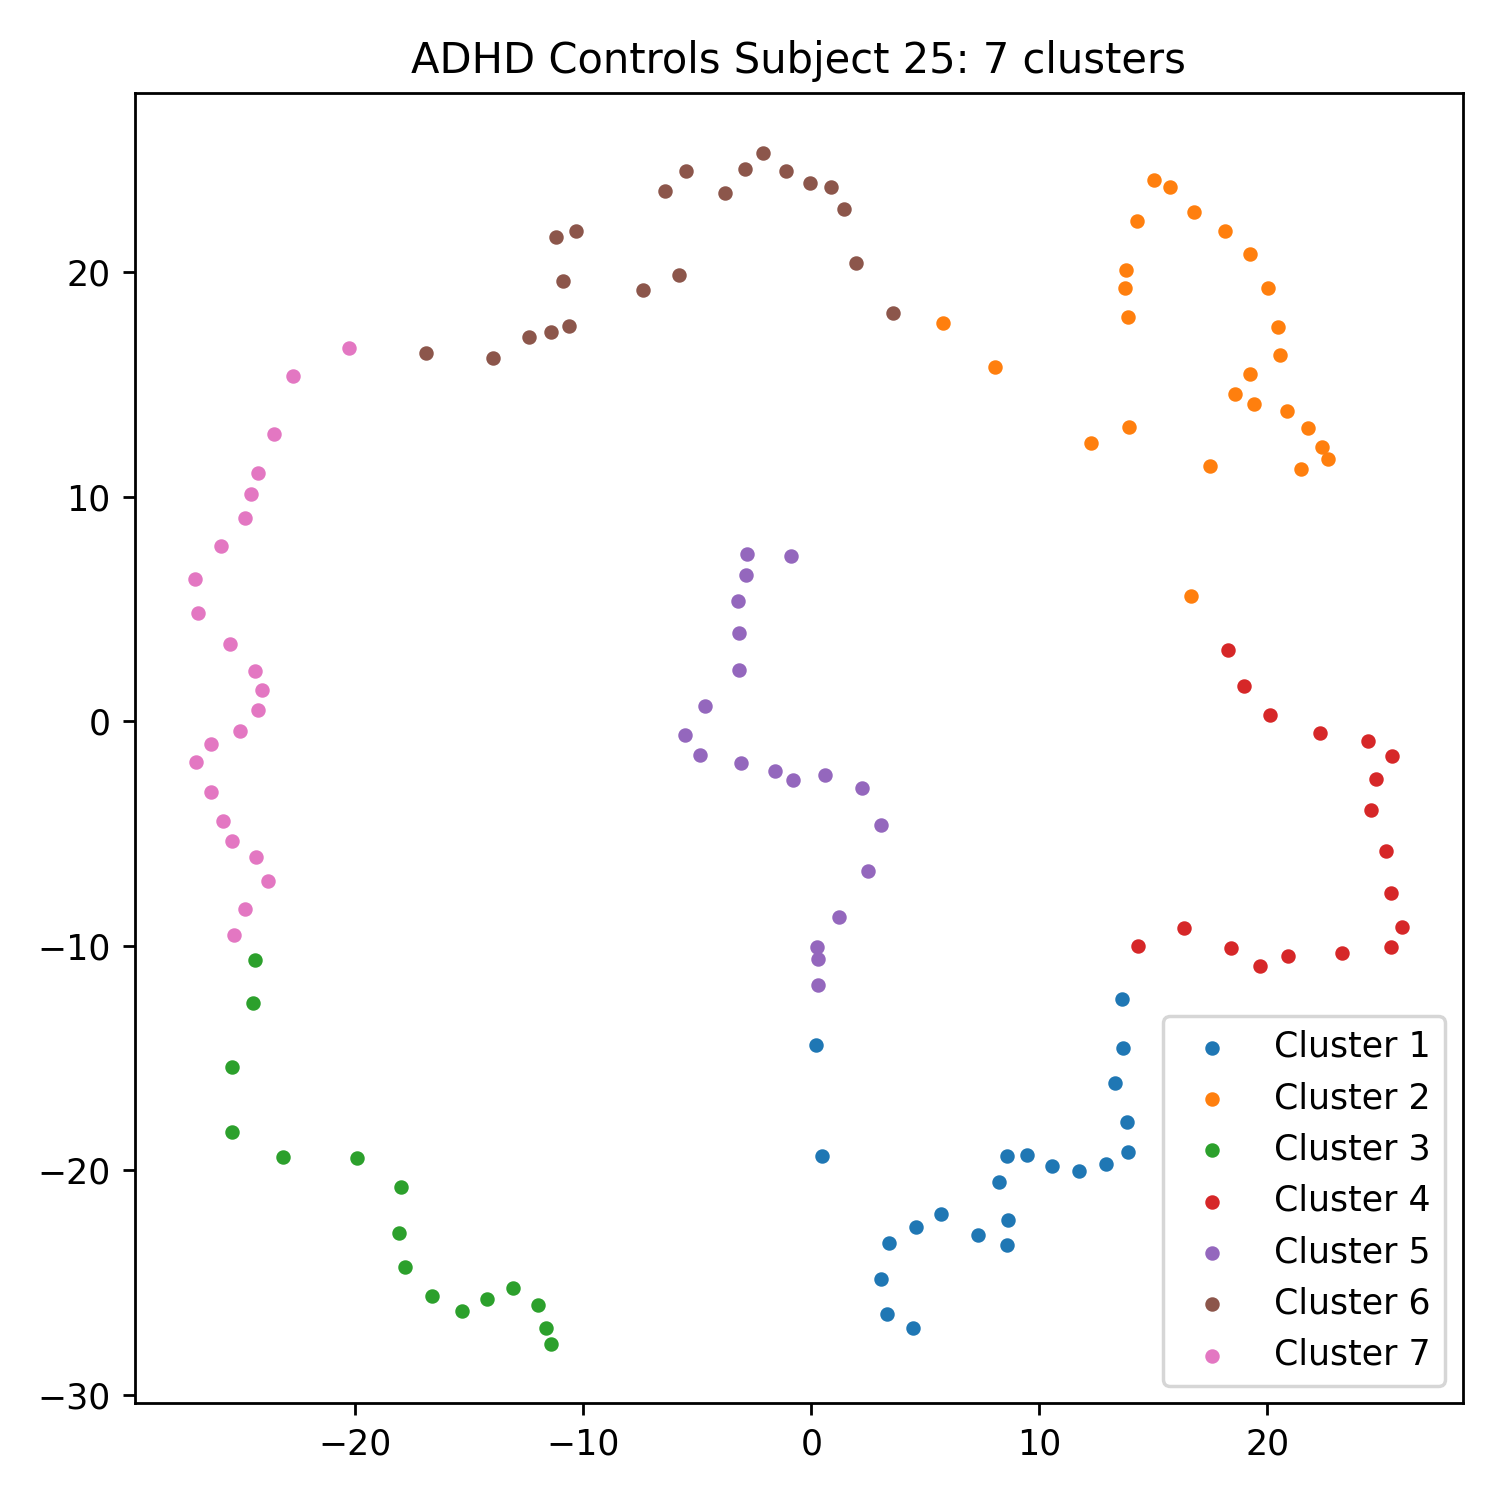 ADHD Controls Subject 25: 7 clusters
20
10
0
−10
−20
−30
−20
−10
0
10
20
Cluster 1
Cluster 2
Cluster 3
Cluster 4
Cluster 5
Cluster 6
Cluster 7